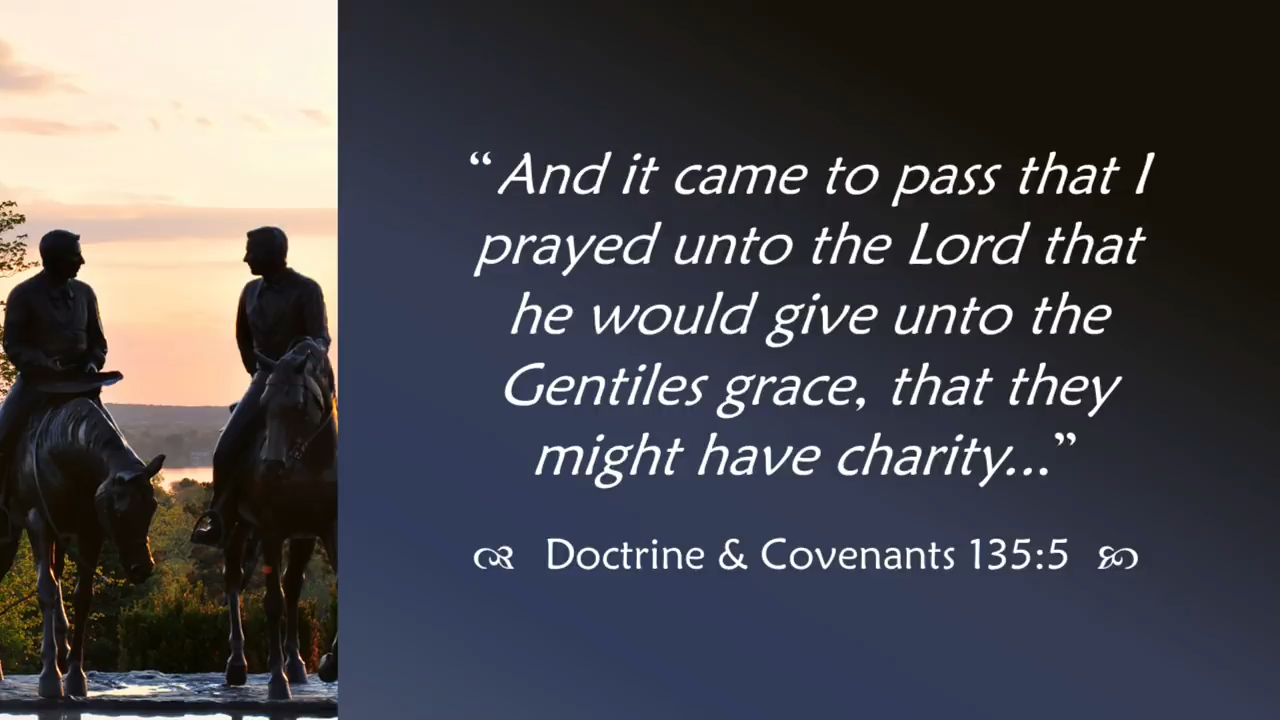 “And it came to pass that I
prayed unto the Lord that
he would give unto the
Gentiles grace, that they
might have charity...”
Doctrine & Covenants 135:5